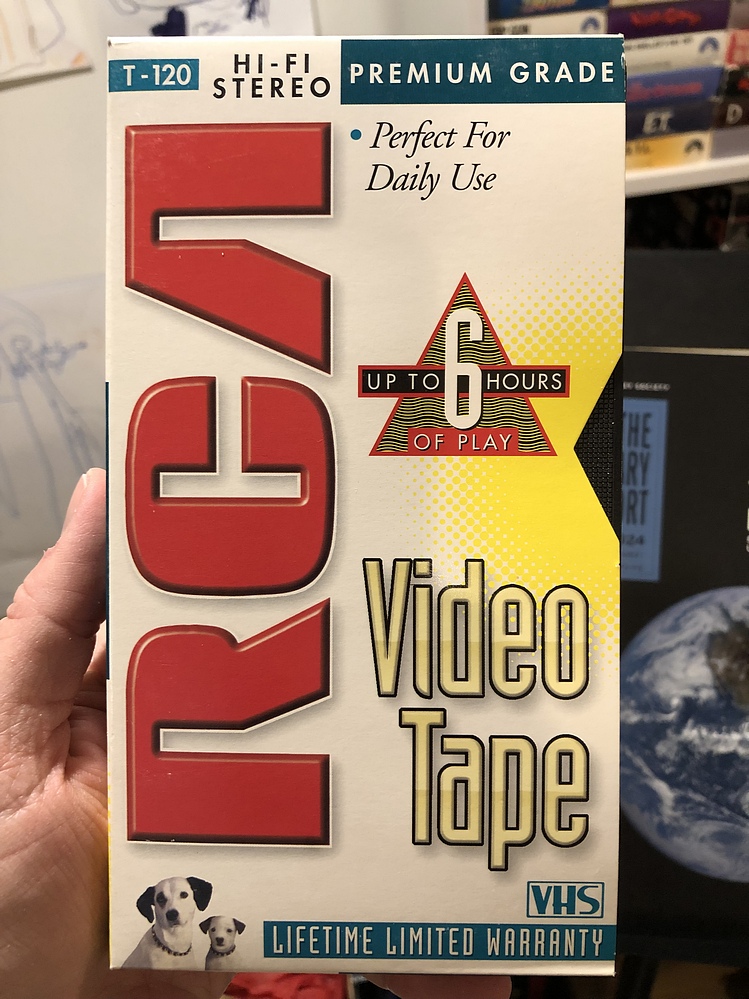 T-120
HI-FI
STEREO
PREMIUM GRADE
• Perfect For
Daily Use
RCA
UP TO 6 HOURS
OF PLAY
Video
Tape
VHS
LIFETIME LIMITED WARRANTY
E.T.
THE